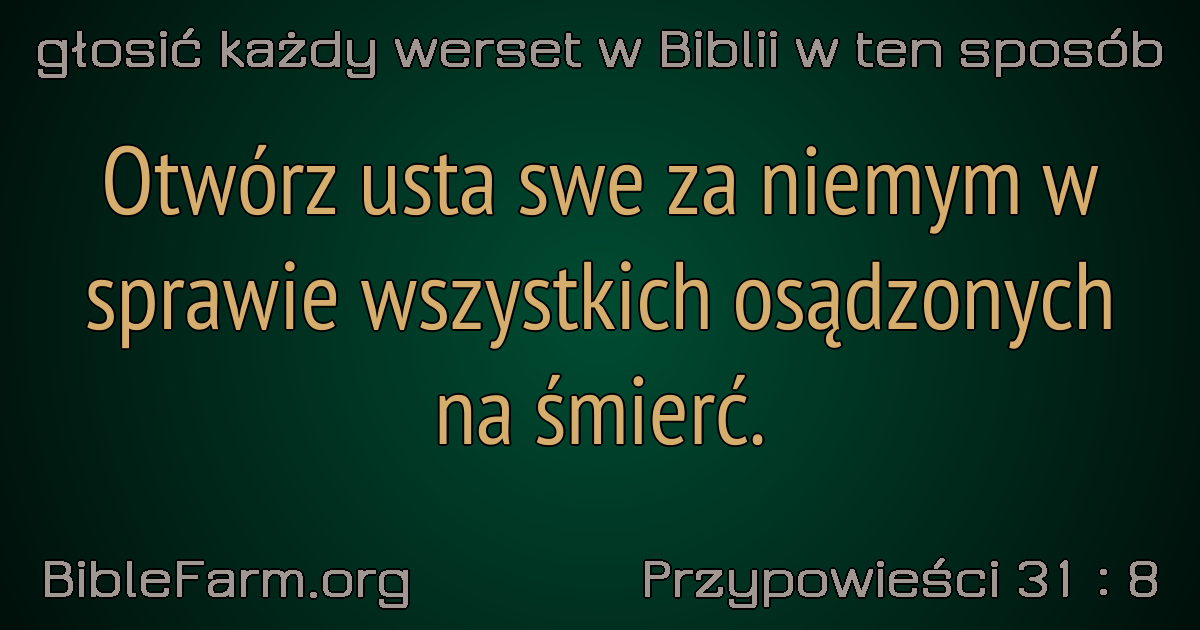 głosić każdy werset w Biblii w ten sposób
Otwórz usta swe za niemym w
sprawie wszystkich osądzonych
na śmierć.
BibleFarm.org
Przypowieści 31 : 8